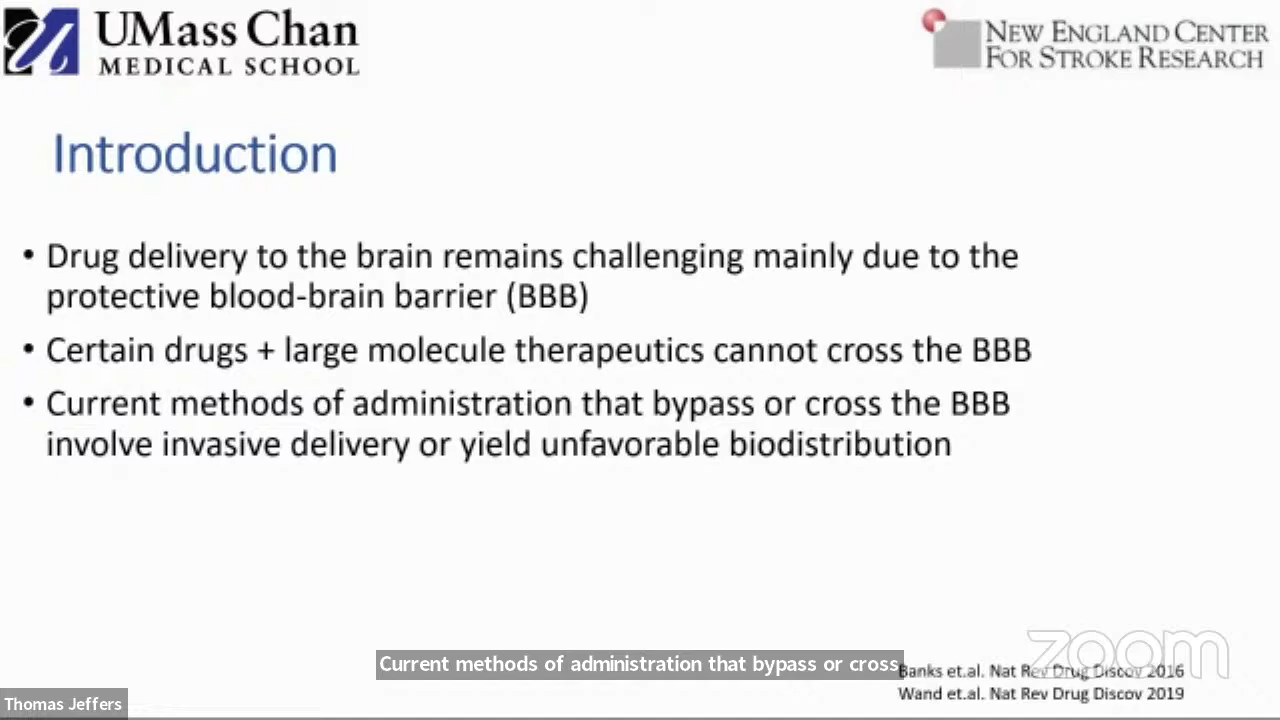 UMass Chan
MEDICAL SCHOOL
NEW ENGLAND CENTER
FOR STROKE RESEARCH
Introduction
• Drug delivery to the brain remains challenging mainly due to the
protective blood-brain barrier (BBB)
• Certain drugs + large molecule therapeutics cannot cross the BBB
• Current methods of administration that bypass or cross the BBB
involve invasive delivery or yield unfavorable biodistribution
zoom
Current methods of administration that bypass or cross
Banks et.al. Nat Rev Drug Discov 2016
Wand et.al. Nat Rev Drug Discov 2019
Thomas Jeffers